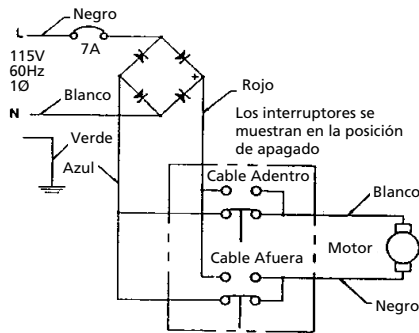 Negro
L
7A
115V
60Hz
1Ø
+
Rojo
Blanco
N
Los interruptores se
muestran en la posición
de apagado
Verde
Azul
Cable Adentro
Blanco
Cable Afuera
Motor
Negro